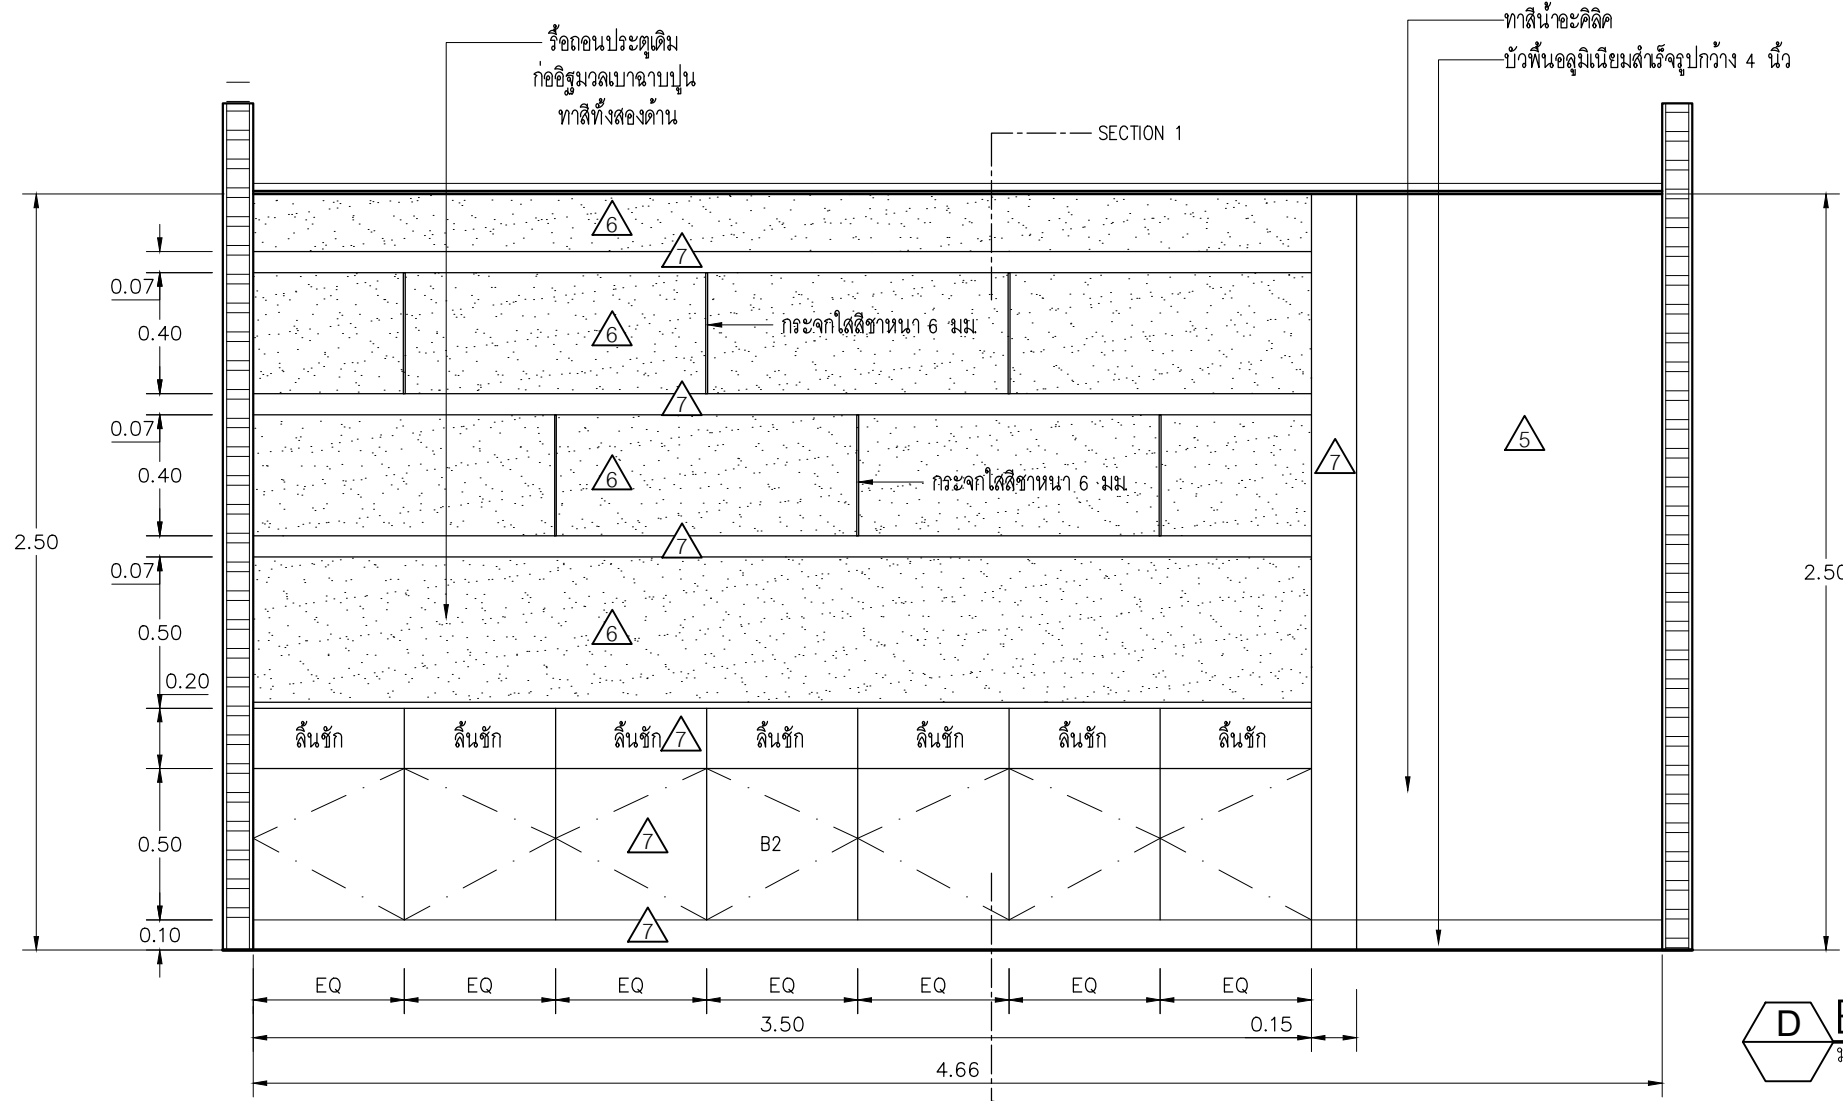 รื้อถอนประตูเดิม
ก่ออิฐมวลเบาฉาบปูน
ทาสีทั้งสองด้าน
ทาสีน้ำอะคิลิค
บัวพื้นอลูมิเนียมสำเร็จรูปกว้าง 4 นิ้ว
SECTION 1
6
7
0.07
0.40
6
กระจกใสสีชาหนา 6 มม
7
0.07
0.40
6
กระจกใสสีชาหนา 6 มม
7
5
2.50
7
2.50
0.07
0.50
6
0.20
ลิ้นชัก
ลิ้นชัก
ลิ้นชัก
7
ลิ้นชัก
ลิ้นชัก
ลิ้นชัก
ลิ้นชัก
0.50
7
B2
0.10
7
EQ
EQ
EQ
EQ
EQ
EQ
EQ
3.50
0.15
4.66
D